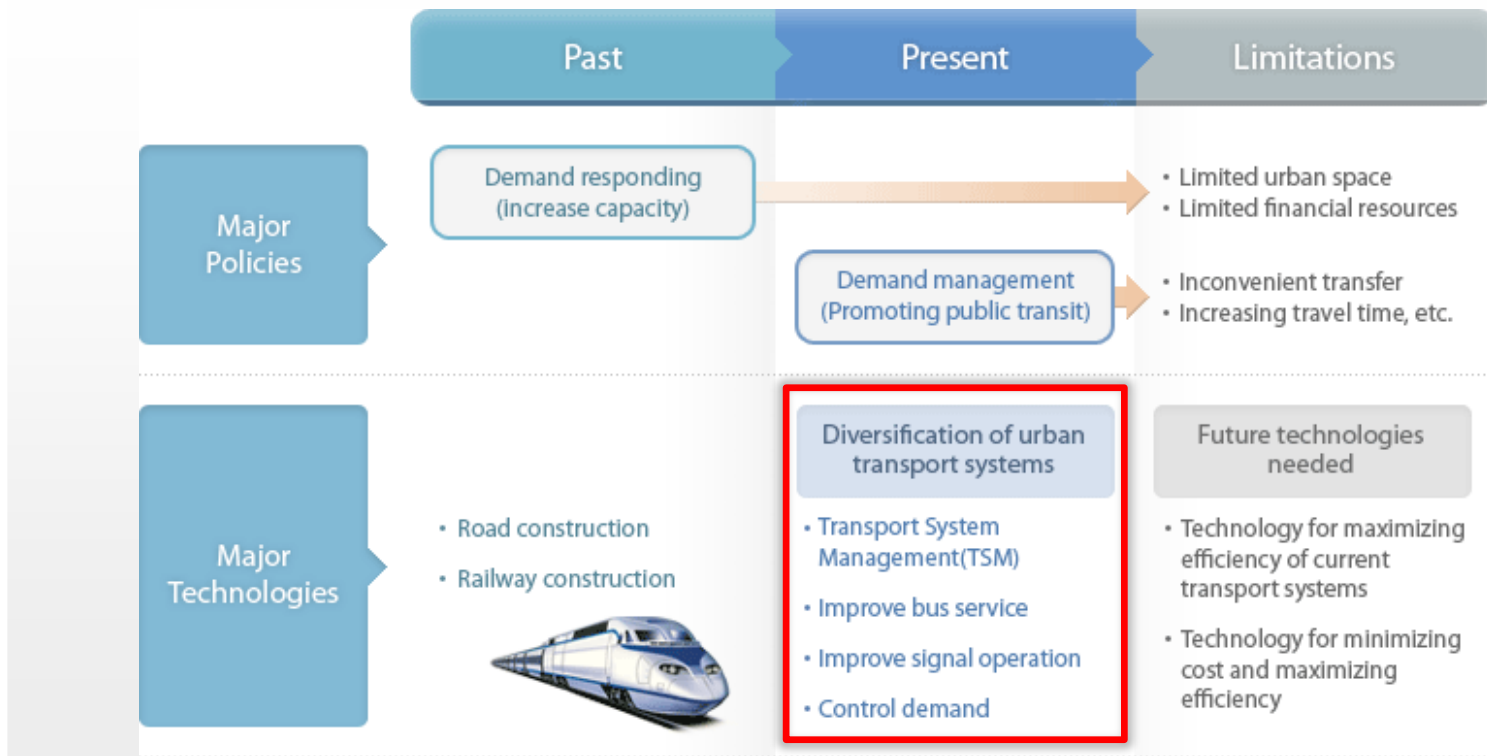 Past
Present
Limitations
Major
Policies
Demand responding
(increase capacity)
• Limited urban space
• Limited financial resources
Demand management
(Promoting public transit)
• Inconvenient transfer
• Increasing travel time, etc.
Major
Technologies
• Road construction
• Railway construction
Diversification of urban
transport systems
• Transport System
Management(TSM)
• Improve bus service
• Improve signal operation
• Control demand
Future technologies
needed
• Technology for maximizing
efficiency of current
transport systems
• Technology for minimizing
cost and maximizing
efficiency